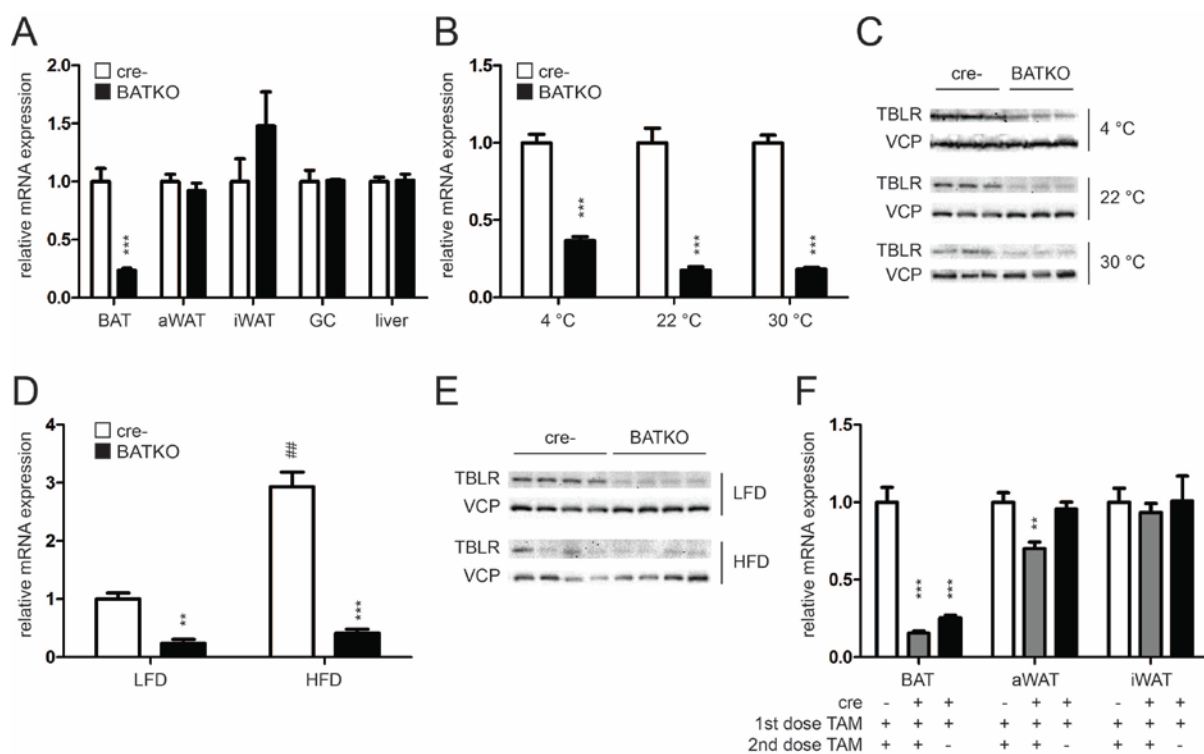 A
relative mRNA expression
2.0
1.5
1.0
0.5
0.0
cre-
BATKO
***
BAT aWAT iWAT GC liver
B
relative mRNA expression
1.5
1.0
0.5
0.0
cre-
BATKO
*** *** ***
4 °C 22 °C 30 °C
C
cre- BATKO
TBLR
VCP
4 °C
TBLR
VCP
22 °C
TBLR
VCP
30 °C
D
relative mRNA expression
4
3
2
1
0
cre-
BATKO
** ## ***
LFD HFD
E
cre- BATKO
TBLR
VCP
LFD
TBLR
VCP
HFD
F
relative mRNA expression
1.5
1.0
0.5
0.0
*** *** **
BAT aWAT iWAT
cre - + + - + + - + +
1st dose TAM + + + + + + + + +
2nd dose TAM + + - + + - + + -